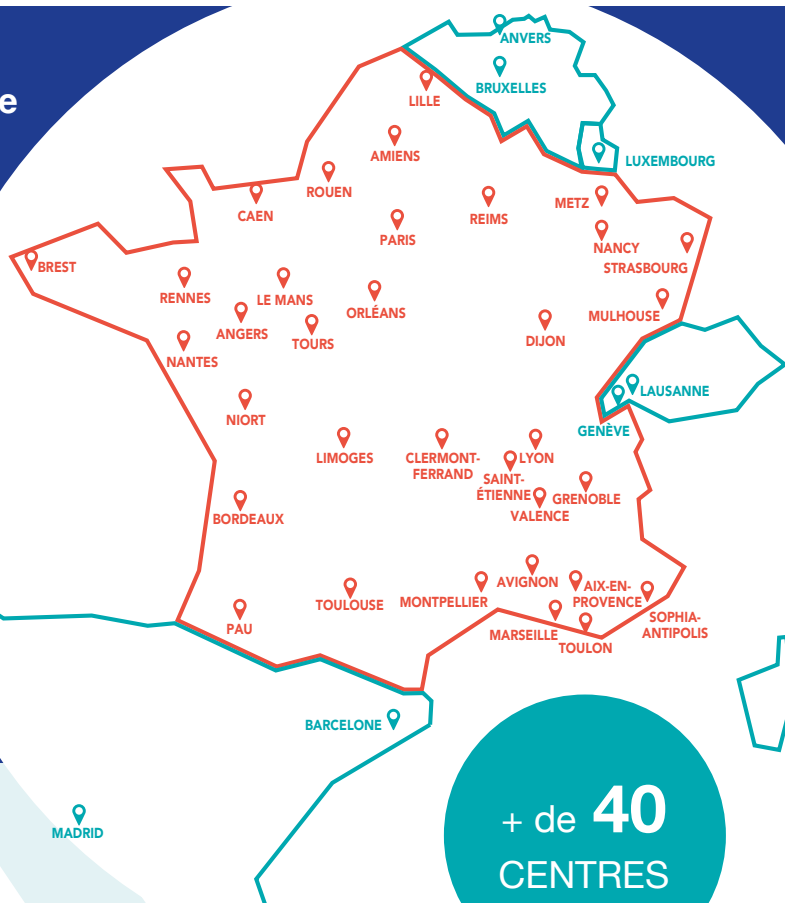 e
ANVERS
BRUXELLES
LILLE
AMIENS
LUXEMBOURG
ROUEN
CAEN
REIMS
METZ
PARIS
NANCY
STRASBOURG
BREST
RENNES
LE MANS
ORLÉANS
MULHOUSE
ANGERS
TOURS
DIJON
NANTES
LAUSANNE
NIORT
GENÈVE
LIMOGES
CLERMONT-
FERRAND
LYON
SAINT-
ÉTIENNE
GRENOBLE
VALENCE
BORDEAUX
AVIGNON
AIX-EN-
PROVENCE
TOULOUSE
MONTPELLIER
SOPHIA-
ANTIPOLIS
PAU
MARSEILLE
TOULON
BARCELONE
MADRID
+ de 40
CENTRES